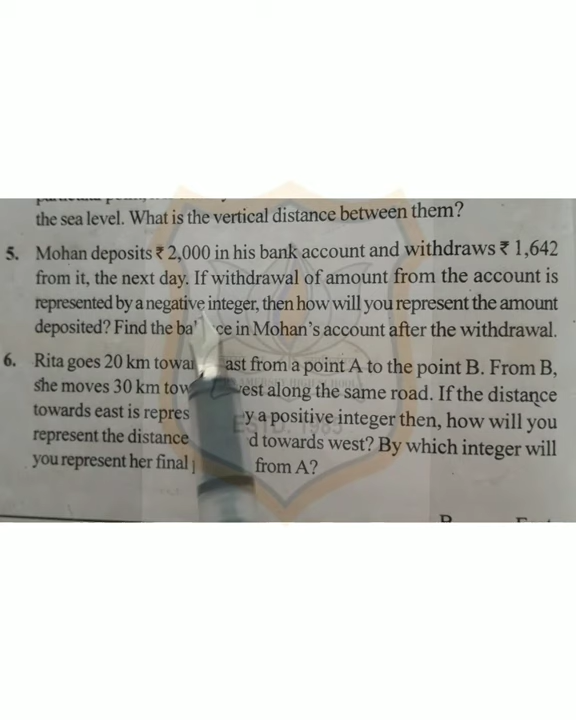 the sea level. What is the vertical distance between them?
5. Mohan deposits ₹ 2,000 in his bank account and withdraws ₹ 1,642
from it, the next day. If withdrawal of amount from the account is
represented by a negative integer, then how will you represent the amount
deposited? Find the ba ce in Mohan's account after the withdrawal.
6. Rita goes 20 km towar ast from a point A to the point B. From B,
she moves 30 km tow est along the same road. If the distance
towards east is repres y a positive integer then, how will you
represent the distance d towards west? By which integer will
you represent her final from A?
ESTD. 1983